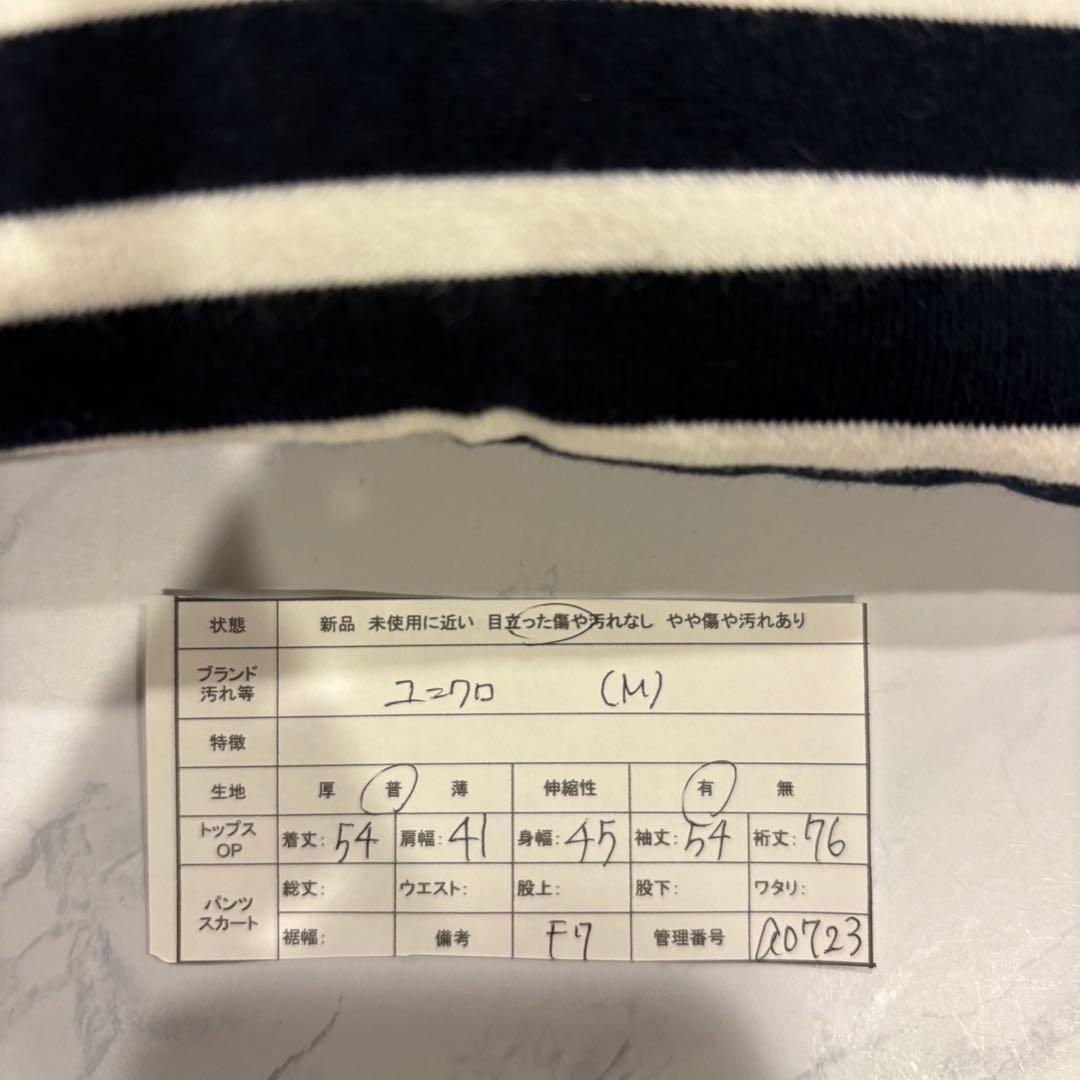 状態 新品 未使用に近い 目立った傷や汚れなし やや傷や汚れあり
ブランド
汚れ等
ユニクロ (M)
特徴
生地 厚 普 薄 伸縮性 有 無
トップス
OP
着丈:54 肩幅:41 身幅:45 袖丈:54 裄丈:76
パンツ
スカート
総丈: ウエスト: 股上: 股下: ワタリ:
裾幅: 備考 F7 管理番号 a0723